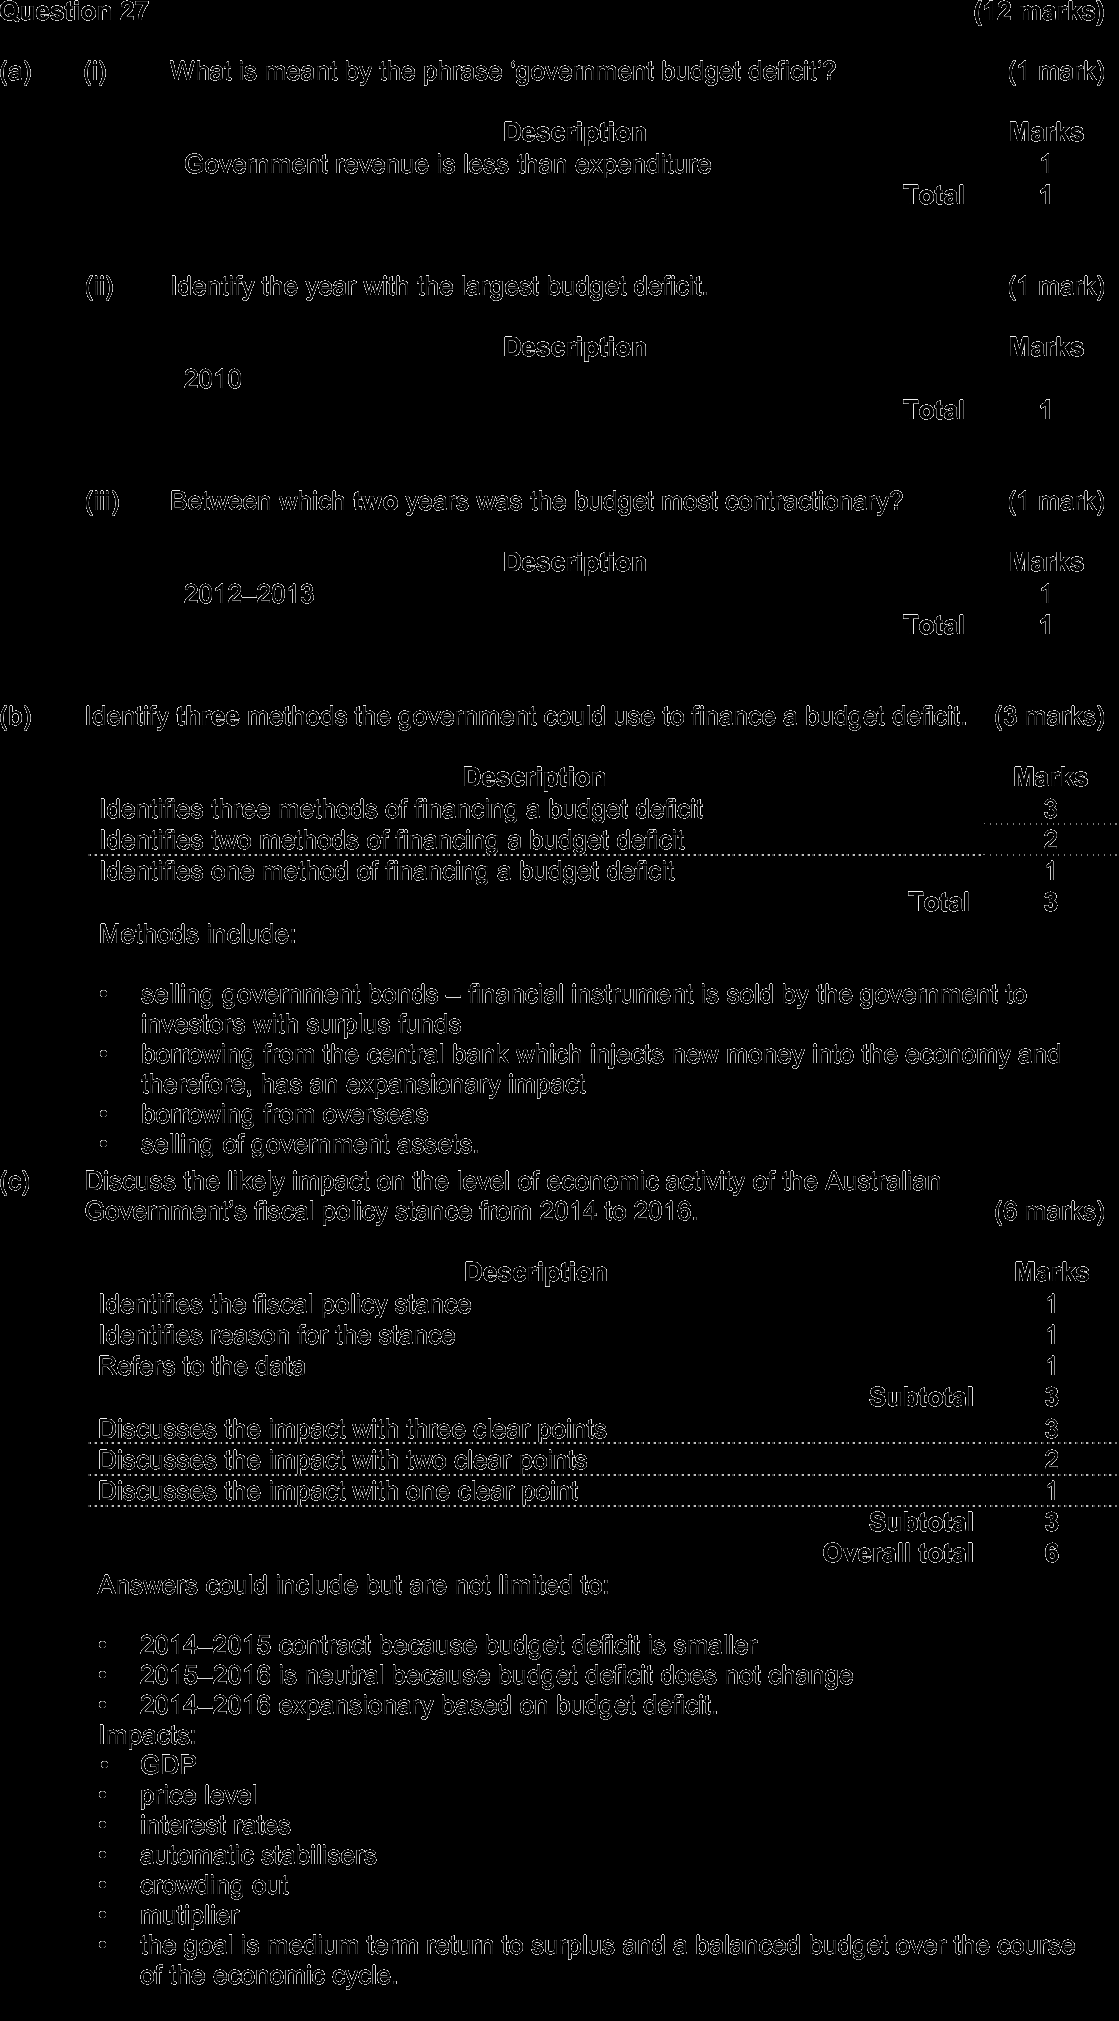 Question 27 (12 marks)
(a) (i) What is meant by the phrase ‘government budget deficit’? (1 mark)
Description Marks
Government revenue is less than expenditure 1
Total 1
(ii) Identify the year with the largest budget deficit. (1 mark)
Description Marks
2010
Total 1
(iii) Between which two years was the budget most contractionary? (1 mark)
Description Marks
2012–2013 1
Total 1
(b) Identify three methods the government could use to finance a budget deficit. (3 marks)
Description Marks
Identifies three methods of financing a budget deficit 3
Identifies two methods of financing a budget deficit 2
Identifies one method of financing a budget deficit 1
Total 3
Methods include:
• selling government bonds – financial instrument is sold by the government to
investors with surplus funds
• borrowing from the central bank which injects new money into the economy and
therefore, has an expansionary impact
• borrowing from overseas
• selling of government assets.
(c) Discuss the likely impact on the level of economic activity of the Australian
Government’s fiscal policy stance from 2014 to 2016. (6 marks)
Description Marks
Identifies the fiscal policy stance 1
Identifies reason for the stance 1
Refers to the data 1
Subtotal 3
Discusses the impact with three clear points 3
Discusses the impact with two clear points 2
Discusses the impact with one clear point 1
Subtotal 3
Overall total 6
Answers could include but are not limited to:
• 2014–2015 contract because budget deficit is smaller
• 2015–2016 is neutral because budget deficit does not change
• 2014–2016 expansionary based on budget deficit.
Impacts:
• GDP
• price level
• interest rates
• automatic stabilisers
• crowding out
• mutiplier
• the goal is medium term return to surplus and a balanced budget over the course
of the economic cycle.